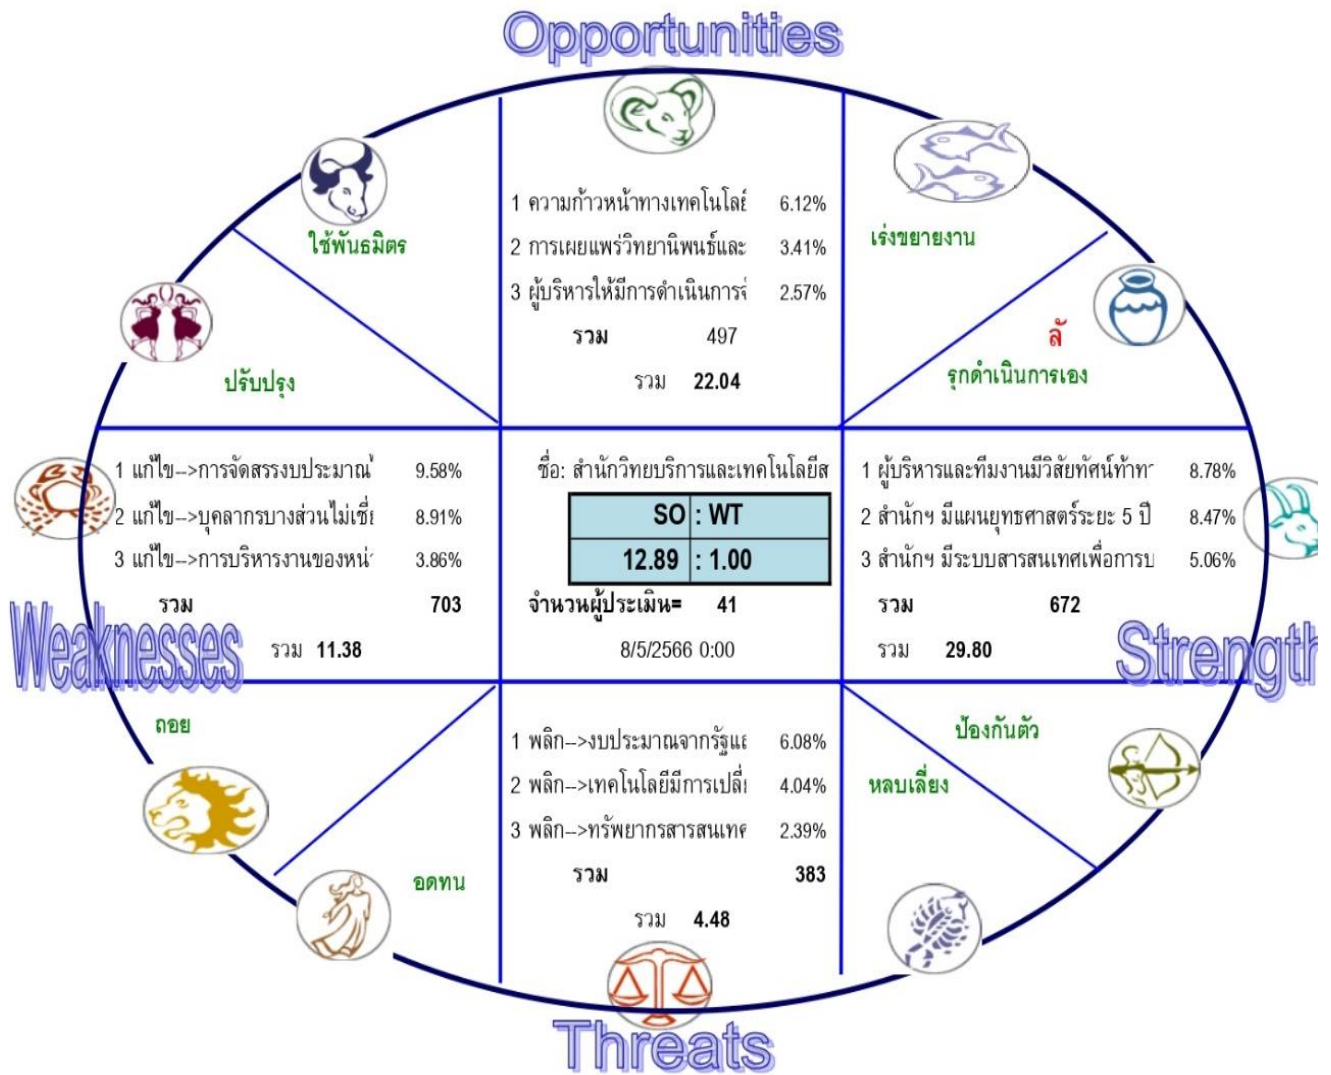 Opportunities
1 ความก้าวหน้าทางเทคโนโลยี 6.12%
2 การเผยแพร่วิทยานิพนธ์และ 3.41%
3 ผู้บริหารให้มีการดำเนินการจั 2.57%
รวม 497
รวม 22.04
ใช้พันธมิตร
เร่งขยายงาน
ลั
รุกดำเนินการเอง
ปรับปรุง
1 แก้ไข-->การจัดสรรงบประมาณไ 9.58%
2 แก้ไข-->บุคลากรบางส่วนไม่เชี่ย 8.91%
3 แก้ไข-->การบริหารงานของหน่ว 3.86%
รวม 703
รวม 11.38
Weaknesses
ชื่อ: สำนักวิทยบริการและเทคโนโลยีส
SO : WT
12.89 : 1.00
จำนวนผู้ประเมิน= 41
8/5/2566 0:00
1 ผู้บริหารและทีมงานมีวิสัยทัศน์ท้าทา 8.78%
2 สำนักฯ มีแผนยุทธศาสตร์ระยะ 5 ปี 8.47%
3 สำนักฯ มีระบบสารสนเทศเพื่อการบ 5.06%
รวม 672
รวม 29.80
Strength
ถอย
อดทน
1 พลิก-->งบประมาณจากรัฐแล 6.08%
2 พลิก-->เทคโนโลยีมีการเปลี่ย 4.04%
3 พลิก-->ทรัพยากรสารสนเทศ 2.39%
รวม 383
รวม 4.48
ป้องกันตัว
หลบเลี่ยง
Threats